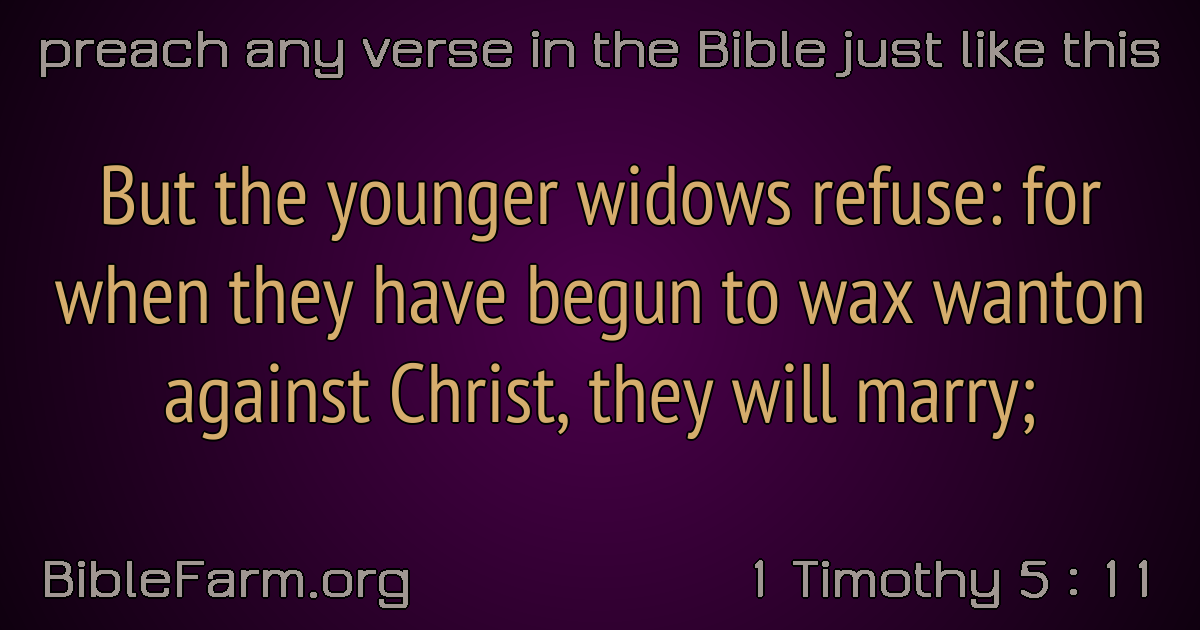 preach any verse in the Bible just like this
But the younger widows refuse: for
when they have begun to wax wanton
against Christ, they will marry;
BibleFarm.org
1 Timothy 5 : 11